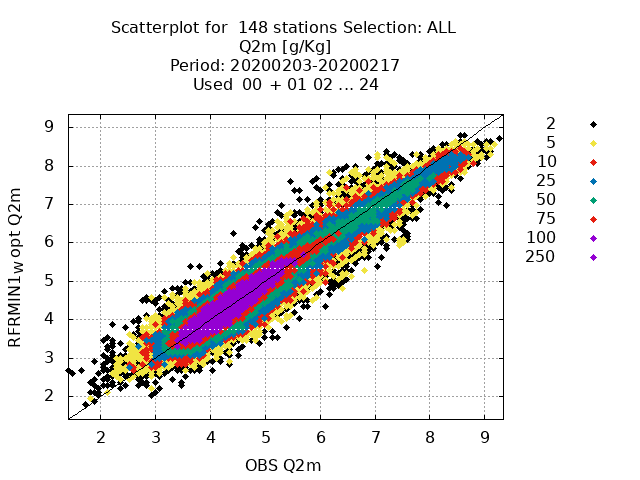 Scatterplot for  148 stations Selection: ALL
Q2m [g/Kg]
Period: 20200203-20200217
Used  00  + 01 02 ... 24
RFRMIN1w opt Q2m
9
8
7
6
5
4
3
2
2 3 4 5 6 7 8 9
OBS Q2m
2
5
10
25
50
75
100
250